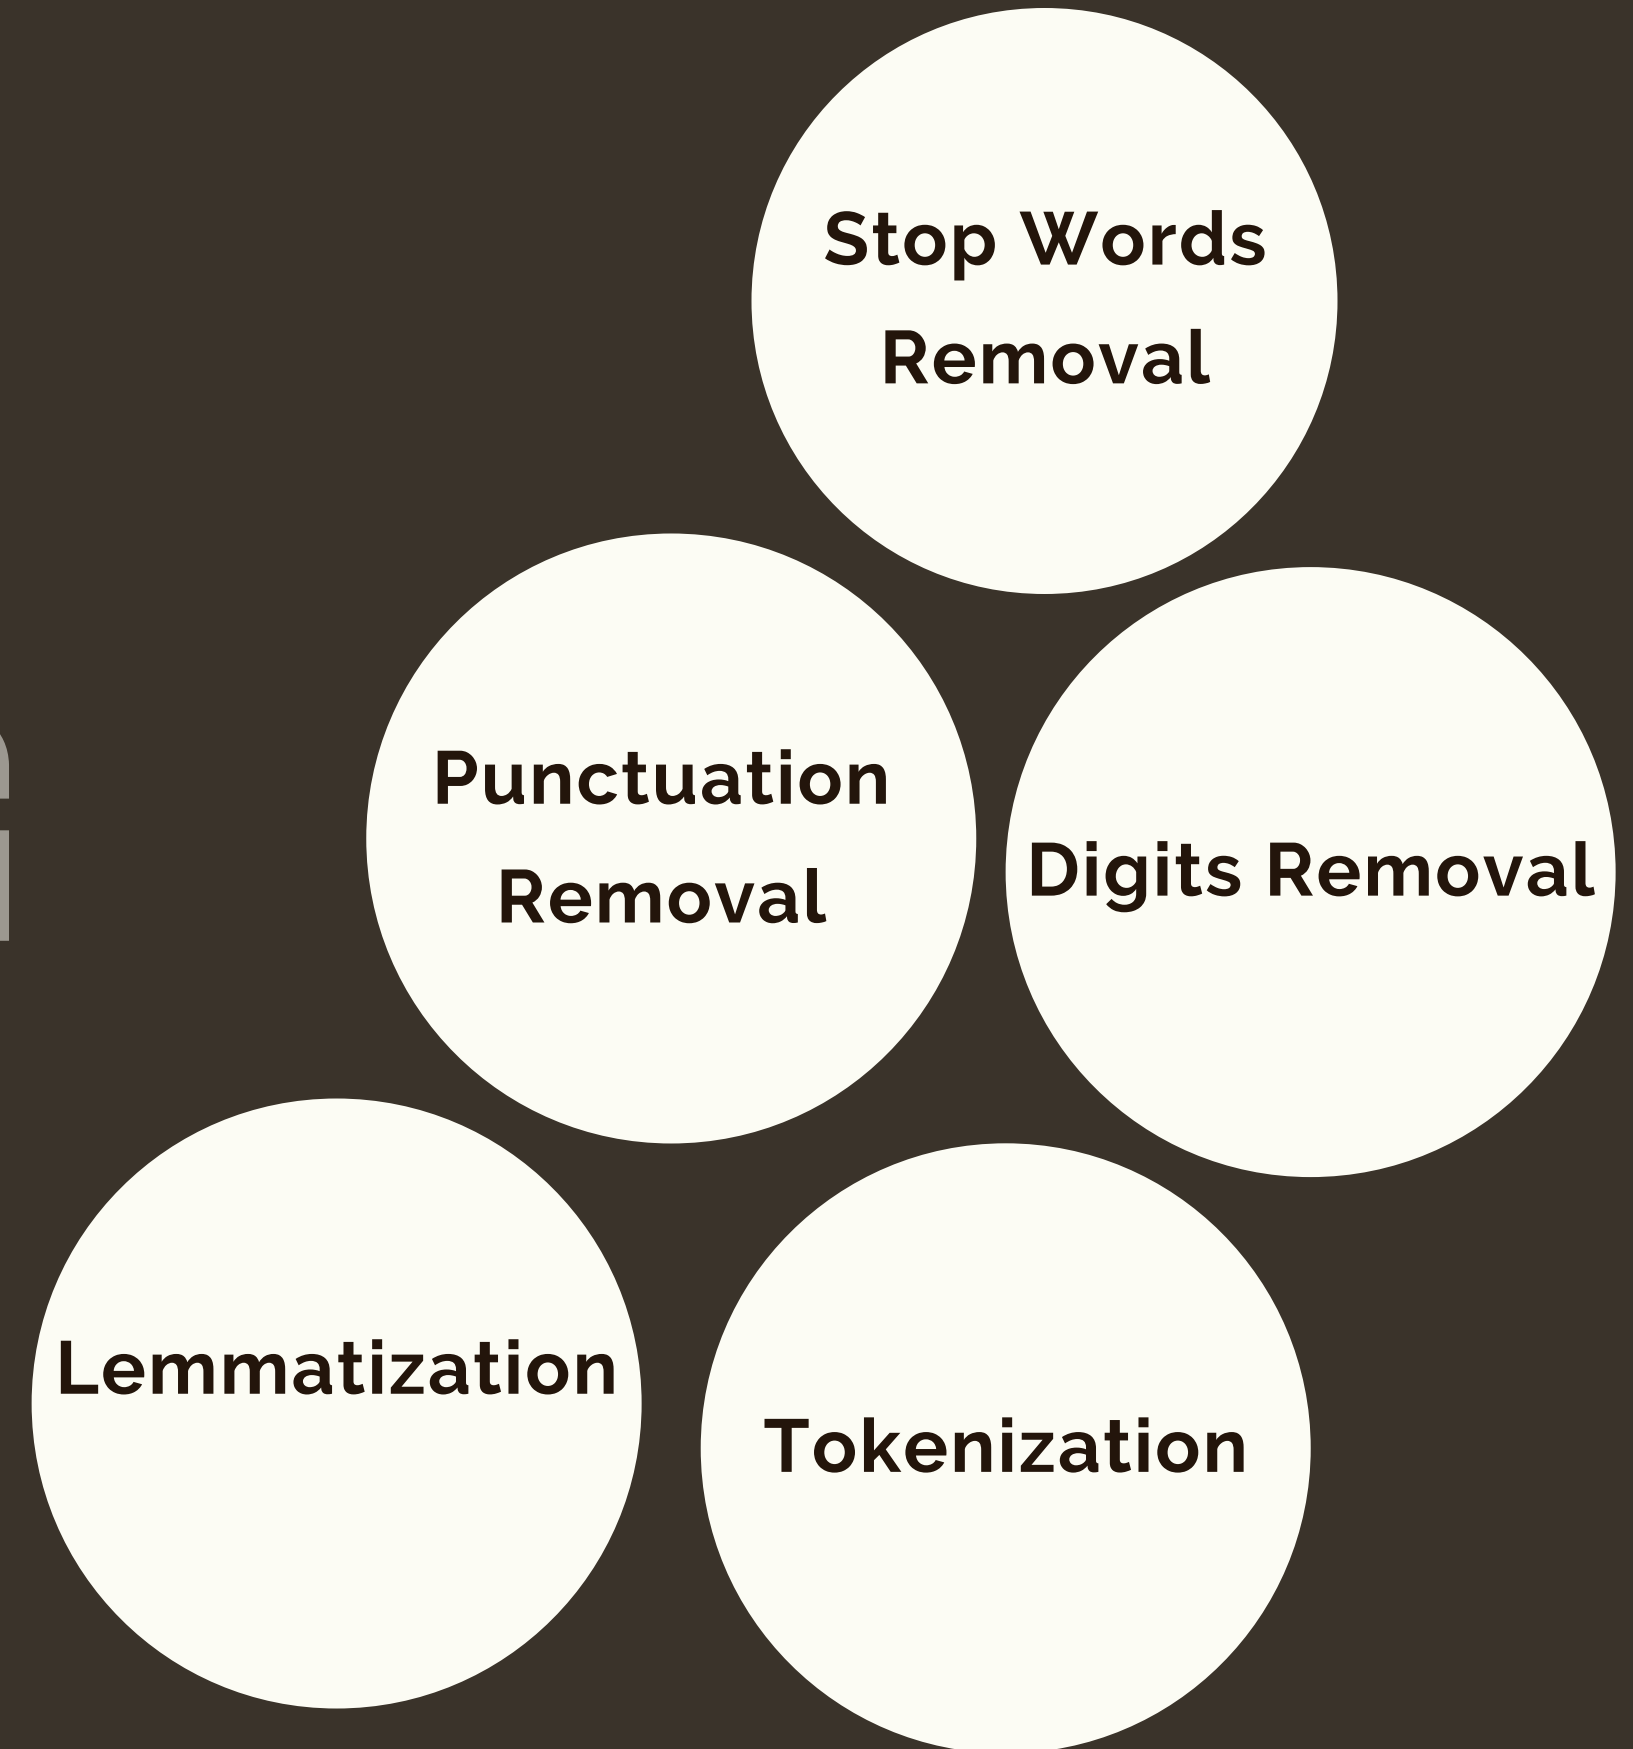 Stop Words
Removal
Punctuation
Removal
Digits Removal
Lemmatization
Tokenization